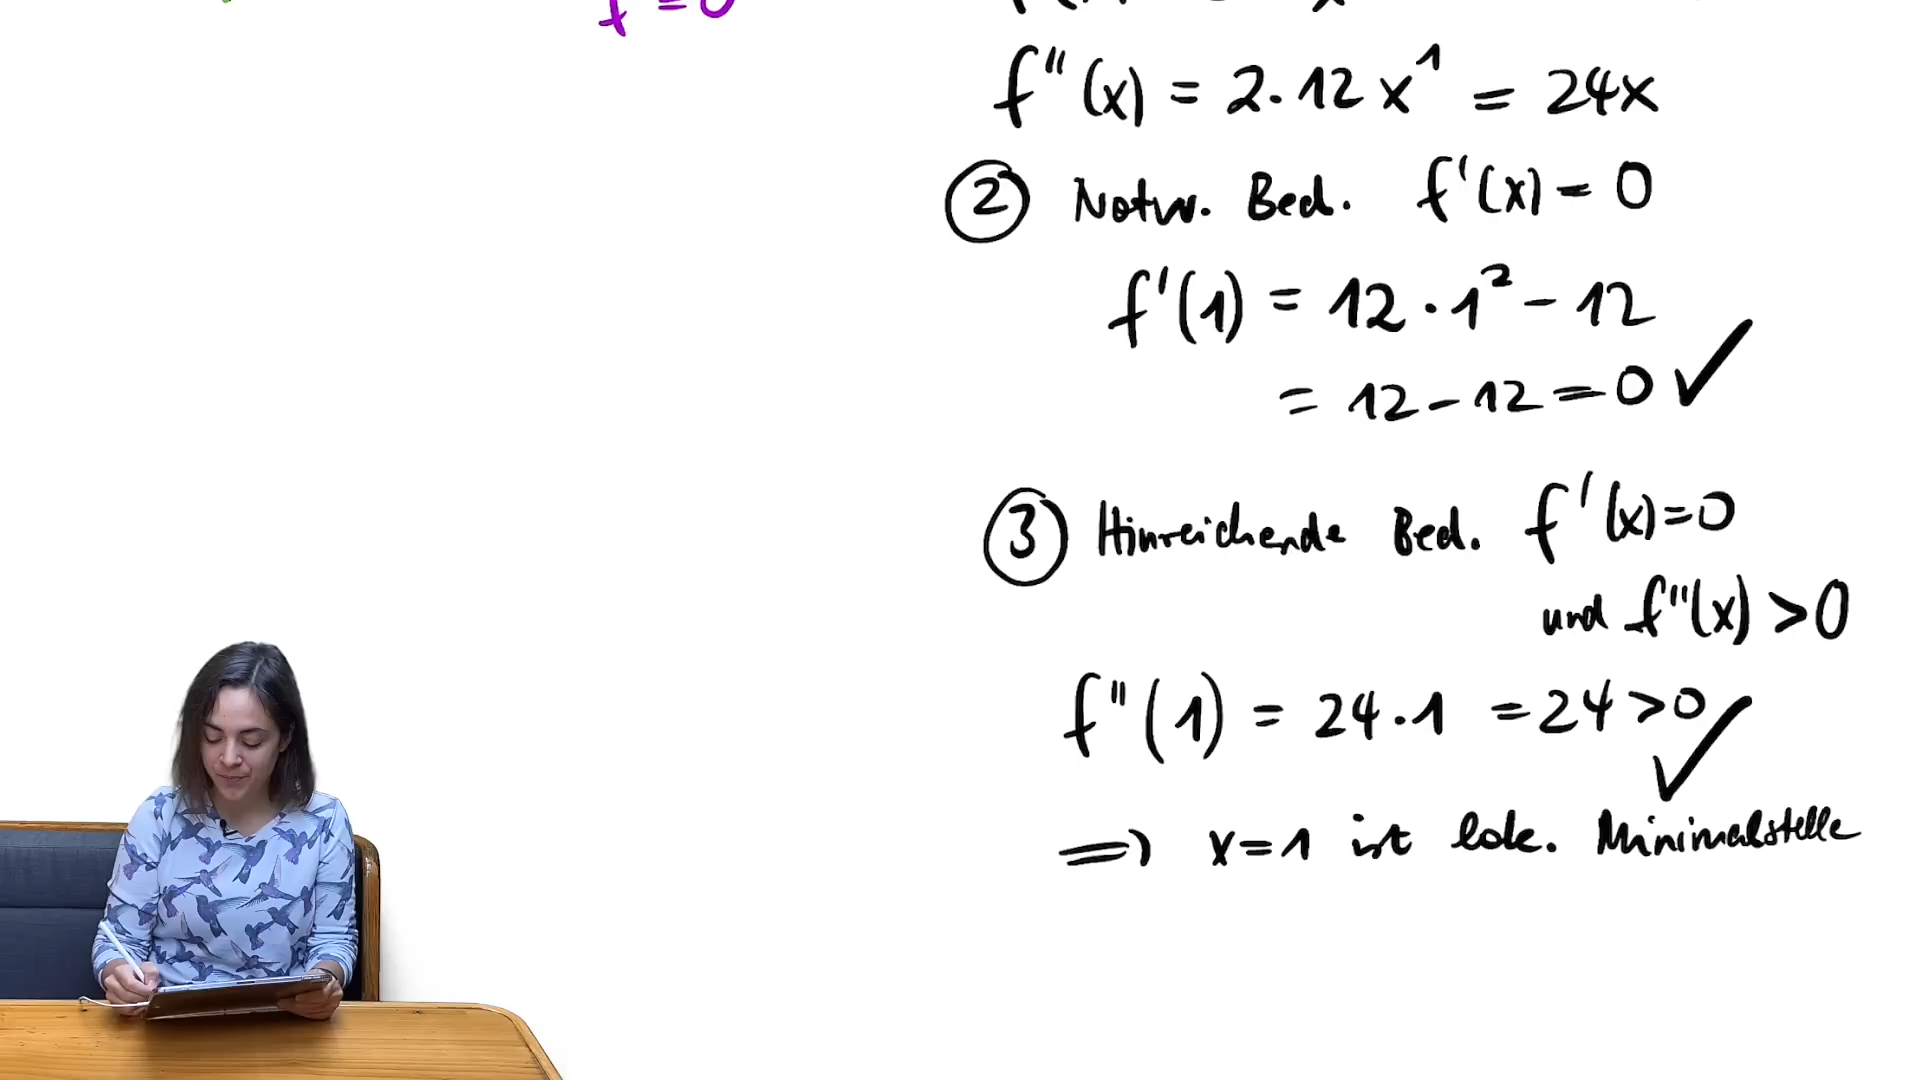 f''(x) = 2·12x¹ = 24x
② Notw. Bed. f'(x) = 0
f'(1) = 12·1² - 12
= 12 - 12 = 0 ✓
③ Hinreichende Bed. f'(x)=0
und f''(x) > 0
f''(1) = 24·1 = 24 > 0 ✓
⟹ x=1 ist lok. Minimalstelle